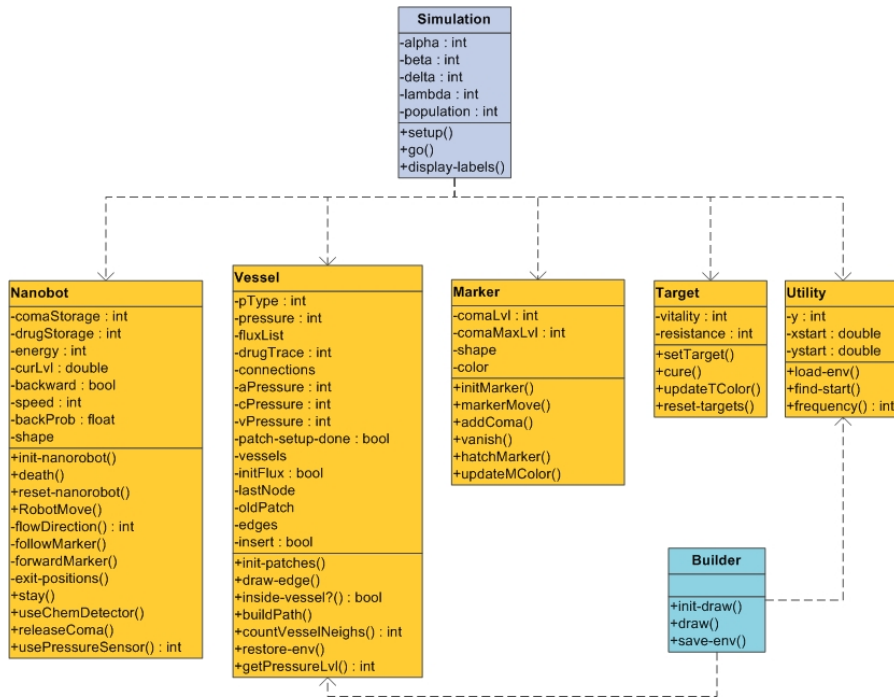 Simulation
-alpha : int
-beta : int
-delta : int
-lambda : int
-population : int
+setup()
+go()
+display-labels()
Nanobot
-comaStorage : int
-drugStorage : int
-energy : int
-curLvl : double
-backward : bool
-speed : int
-backProb : float
-shape
+init-nanorobot()
+death()
+reset-nanorobot()
+RobotMove()
-flowDirection() : int
-followMarker()
-forwardMarker()
-exit-positions()
+stay()
+useChemDetector()
+releaseComa()
+usePressureSensor() : int
Vessel
-pType : int
-pressure : int
-fluxList
-drugTrace : int
-connections
-aPressure : int
-cPressure : int
-vPressure : int
-patch-setup-done : bool
-vessels
-initFlux : bool
-lastNode
-oldPatch
-edges
-insert : bool
+init-patches()
+draw-edge()
+inside-vessel?() : bool
+buildPath()
+countVesselNeighs() : int
+restore-env()
+getPressureLvl() : int
Marker
-comaLvl : int
-comaMaxLvl : int
-shape
-color
+initMarker()
+markerMove()
+addComa()
+vanish()
+hatchMarker()
+updateMColor()
Target
-vitality : int
-resistance : int
+setTarget()
+cure()
+updateTColor()
+reset-targets()
Utility
-y : int
-xstart : double
-ystart : double
+load-env()
+find-start()
+frequency() : int
Builder
+init-draw()
+draw()
+save-env()